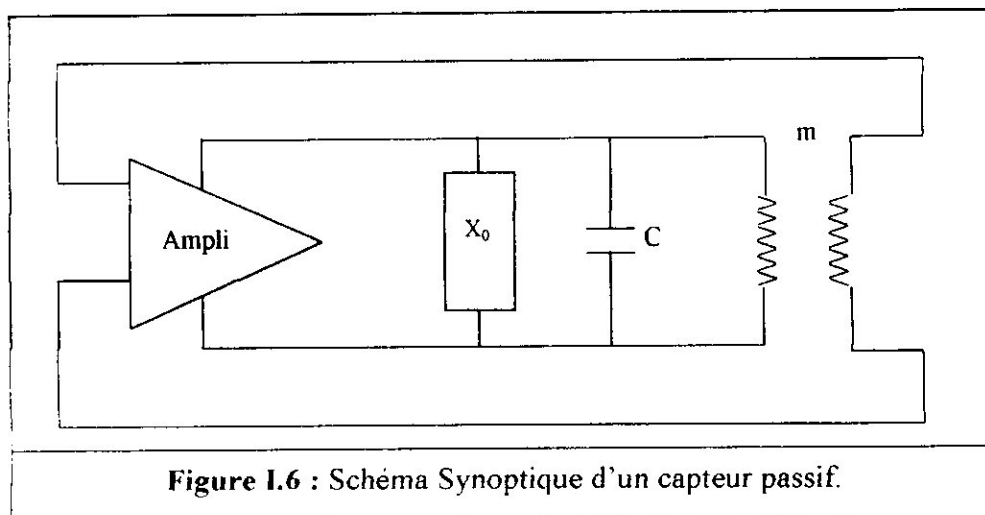 m
Ampli
X₀
C
Figure I.6 : Schéma Synoptique d'un capteur passif.